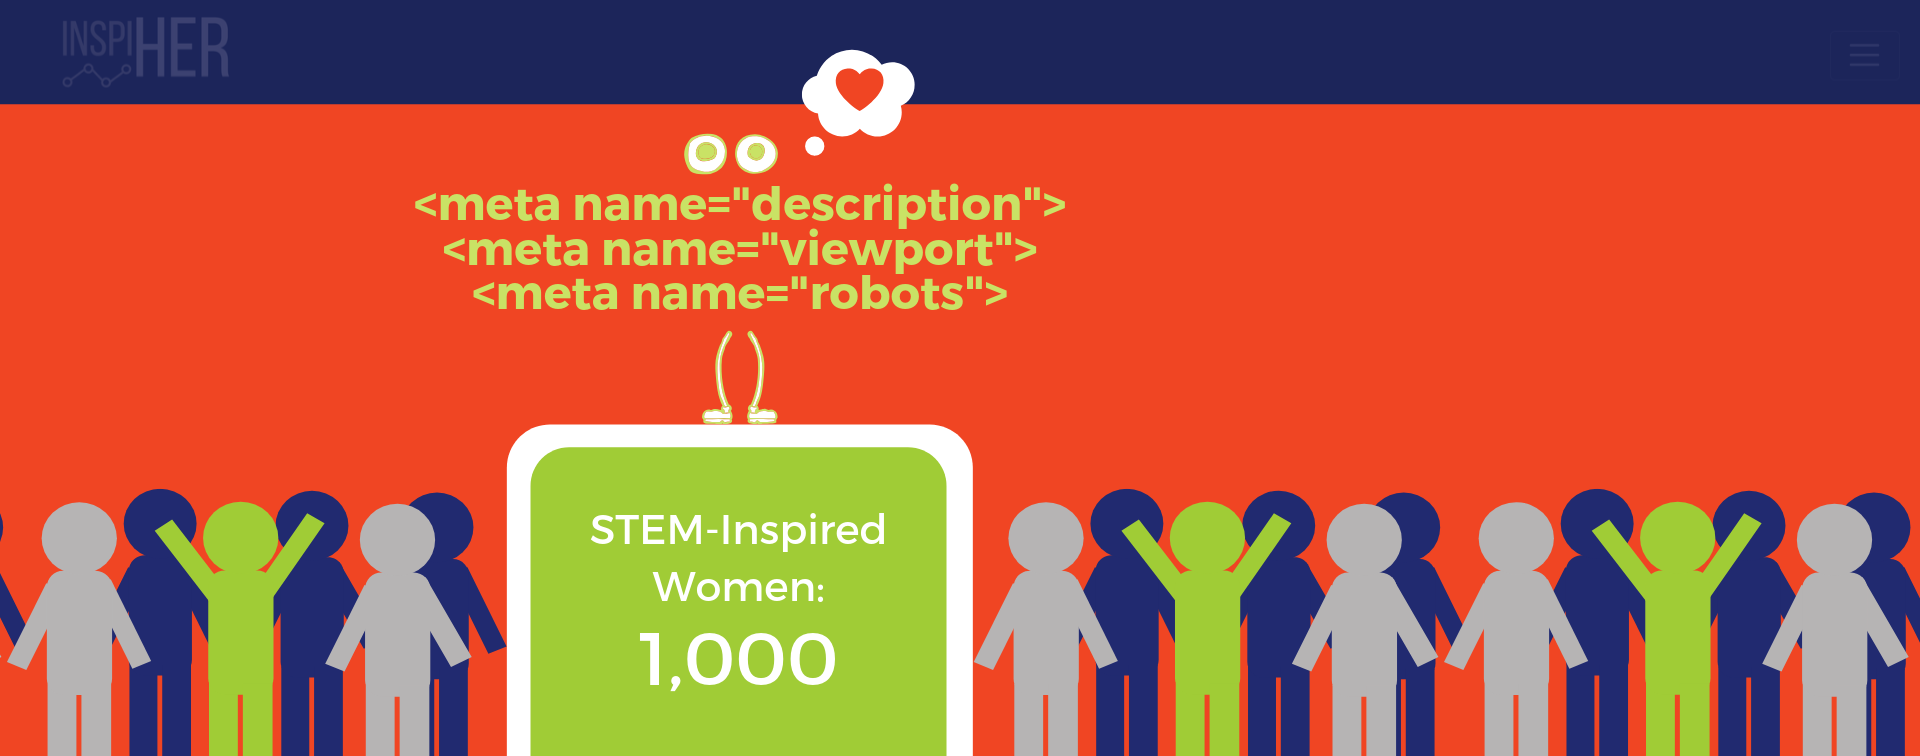 INSPIHER
<meta name="description">
<meta name="viewport">
<meta name="robots">
STEM-Inspired
Women:
1,000